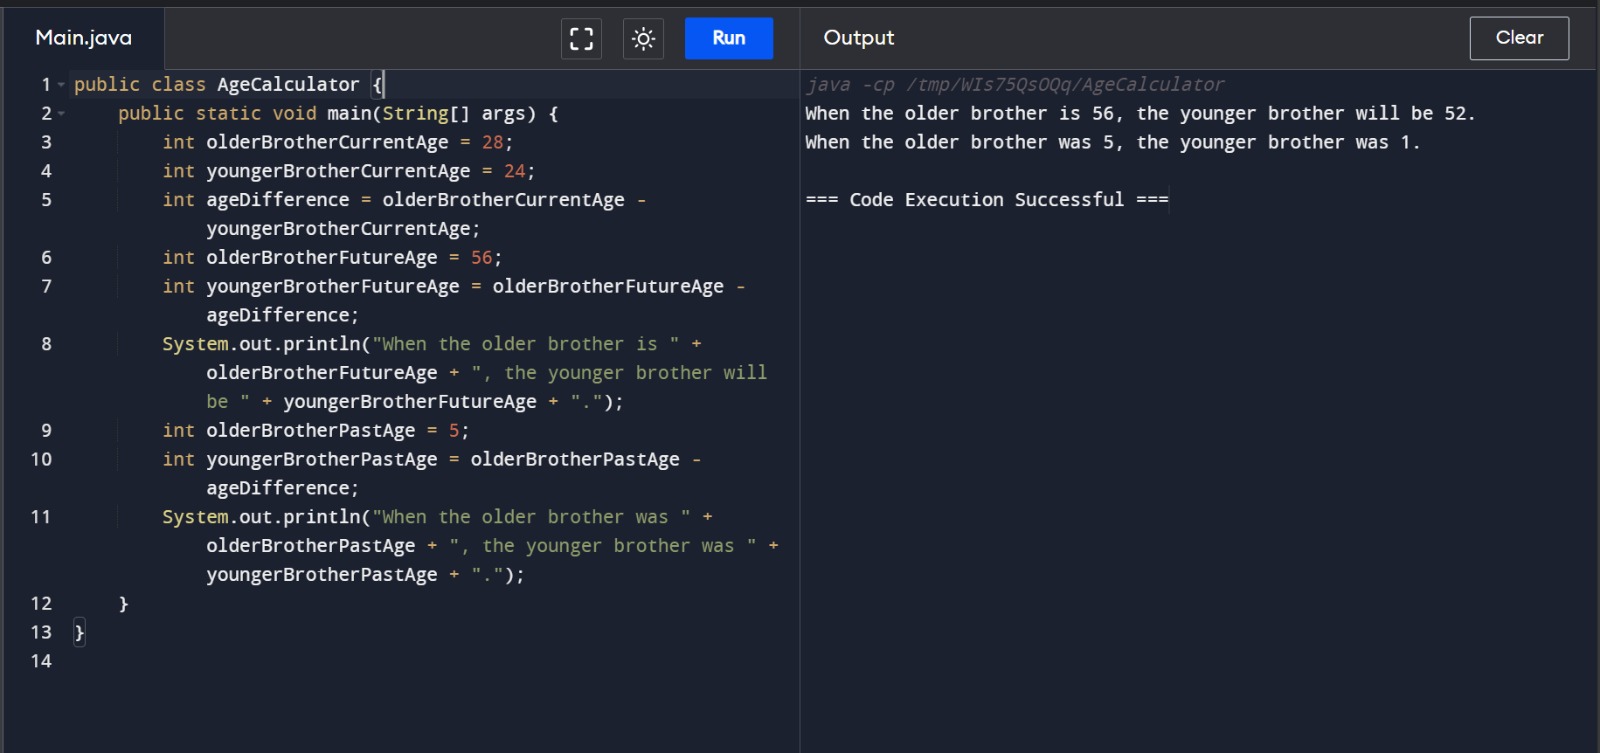 Main.java
Run
Output
Clear
1 public class AgeCalculator {
2     public static void main(String[] args) {
3         int olderBrotherCurrentAge = 28;
4         int youngerBrotherCurrentAge = 24;
5         int ageDifference = olderBrotherCurrentAge -
            youngerBrotherCurrentAge;
6         int olderBrotherFutureAge = 56;
7         int youngerBrotherFutureAge = olderBrotherFutureAge -
            ageDifference;
8         System.out.println("When the older brother is " +
            olderBrotherFutureAge + ", the younger brother will
            be " + youngerBrotherFutureAge + ".");
9         int olderBrotherPastAge = 5;
10        int youngerBrotherPastAge = olderBrotherPastAge -
            ageDifference;
11        System.out.println("When the older brother was " +
            olderBrotherPastAge + ", the younger brother was " +
            youngerBrotherPastAge + ".");
12    }
13 }
14
java -cp /tmp/WIs75QsOQq/AgeCalculator
When the older brother is 56, the younger brother will be 52.
When the older brother was 5, the younger brother was 1.
=== Code Execution Successful ===